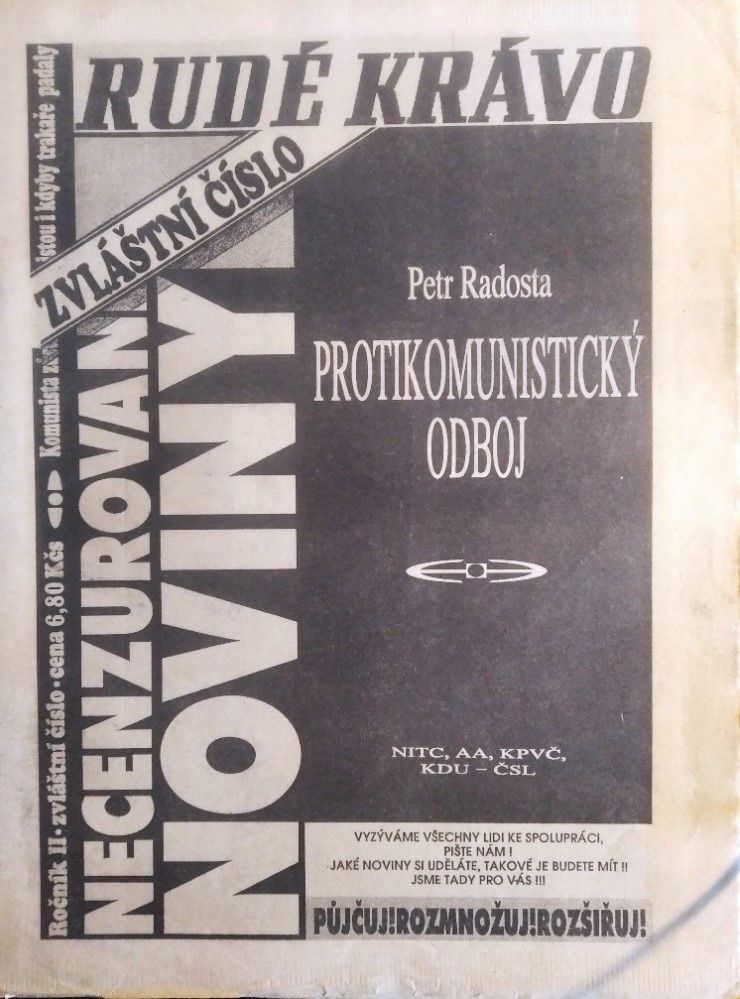 RUDÉ KRÁVO
ZVLÁŠTNÍ ČÍSLO
Ročník II • zvláštní číslo • cena 6,80 Kčs Komunista istou i kdyby trakaře padaly
NECENZUROVAN
NOVINY
Petr Radosta
PROTIKOMUNISTICKÝ
ODBOJ
NITC, AA, KPVČ,
KDU – ČSL
VYZÝVÁME VŠECHNY LIDI KE SPOLUPRÁCI,
PIŠTE NÁM !
JAKÉ NOVINY SI UDĚLÁTE, TAKOVÉ JE BUDETE MÍT !!
JSME TADY PRO VÁS !!!
PŮJČUJ!ROZMNOŽUJ!ROZŠIŘUJ!